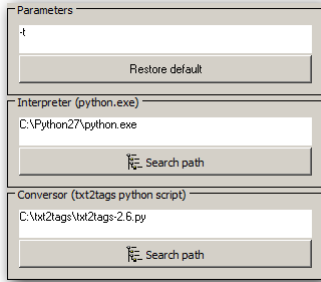 Parameters
-t
Restore default
Interpreter (python.exe)
C:\Python27\python.exe
Search path
Conversor (txt2tags python script)
C:\txt2tags\txt2tags-2.6.py
Search path